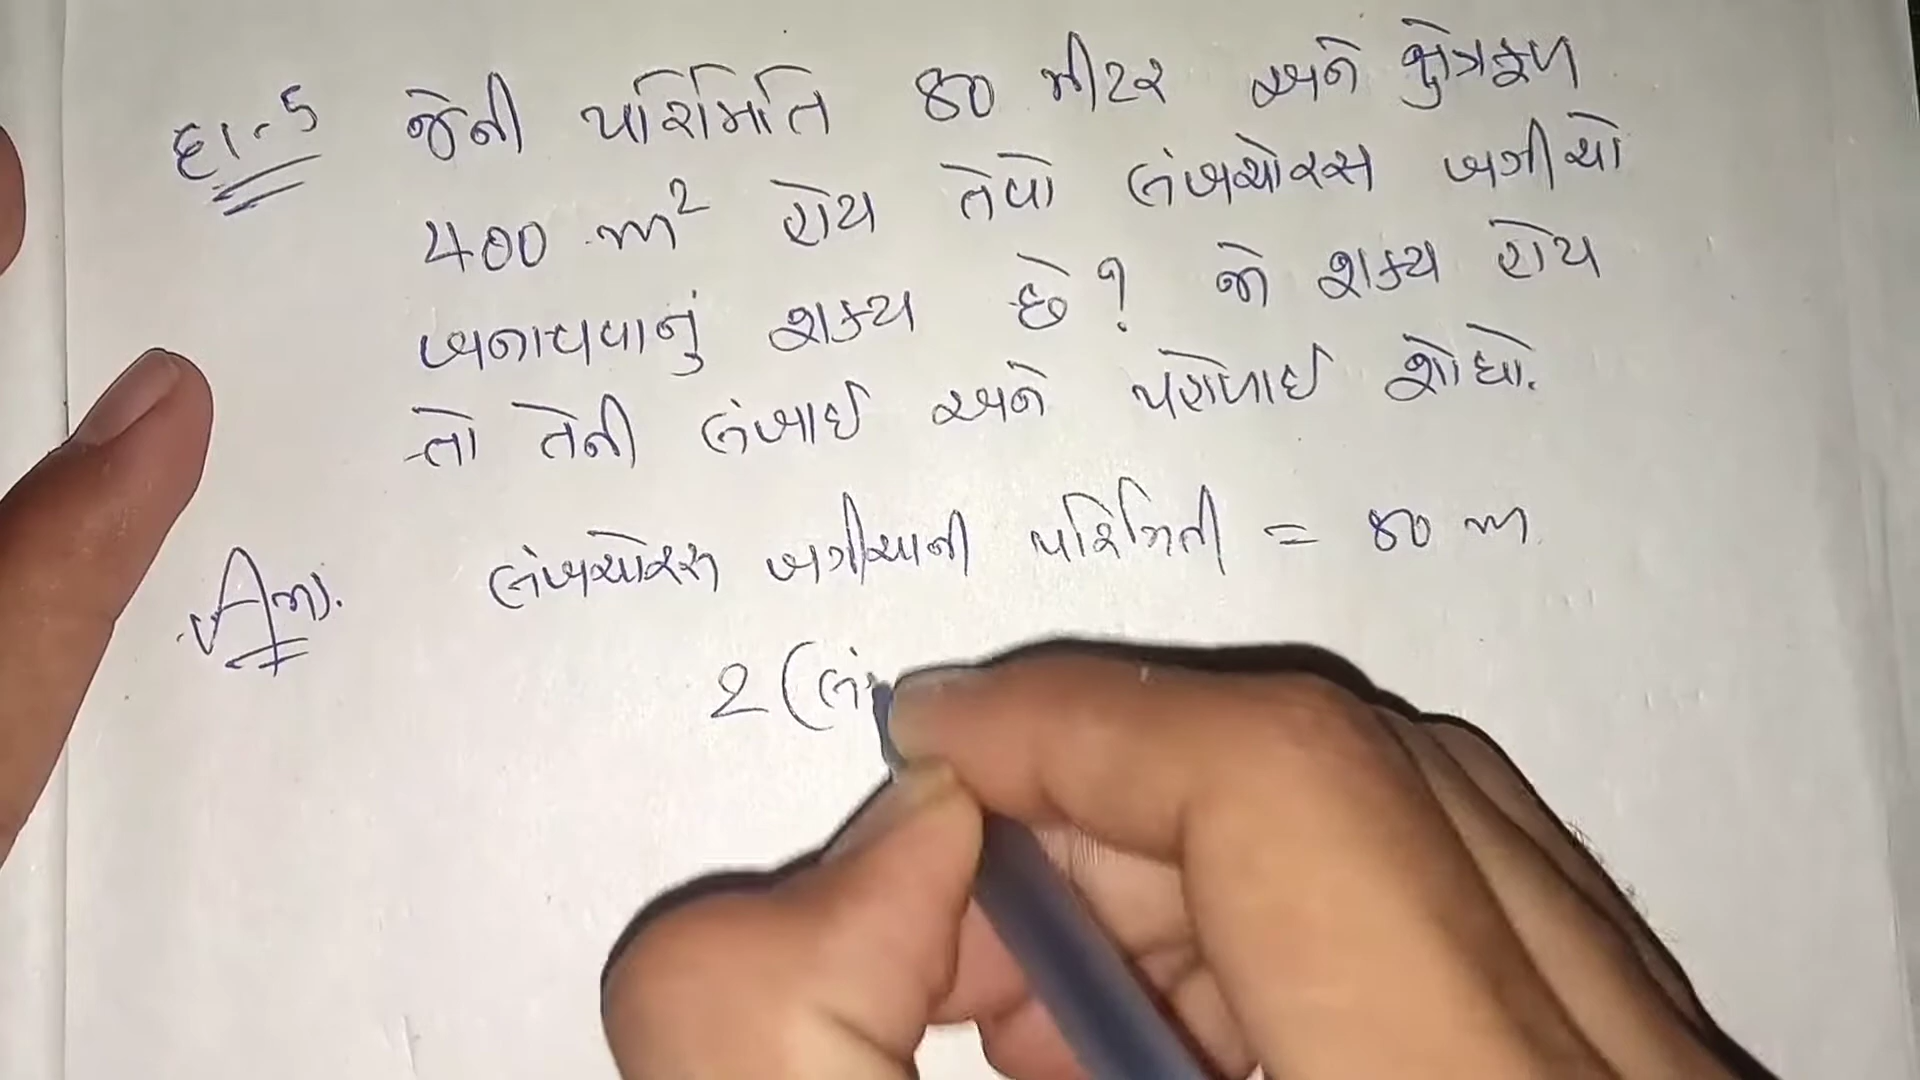 દા-5 જેની પરિમિતિ 80 મીટર અને ક્ષેત્રફળ
400 m² હોય તેવો લંબચોરસ બગીચો
બનાવવાનું શક્ય છે? જો શક્ય હોય
તો તેની લંબાઈ અને પહોળાઈ શોધો.
Ans. લંબચોરસ બગીચાની પરિમિતી = 80 m
2 (લં